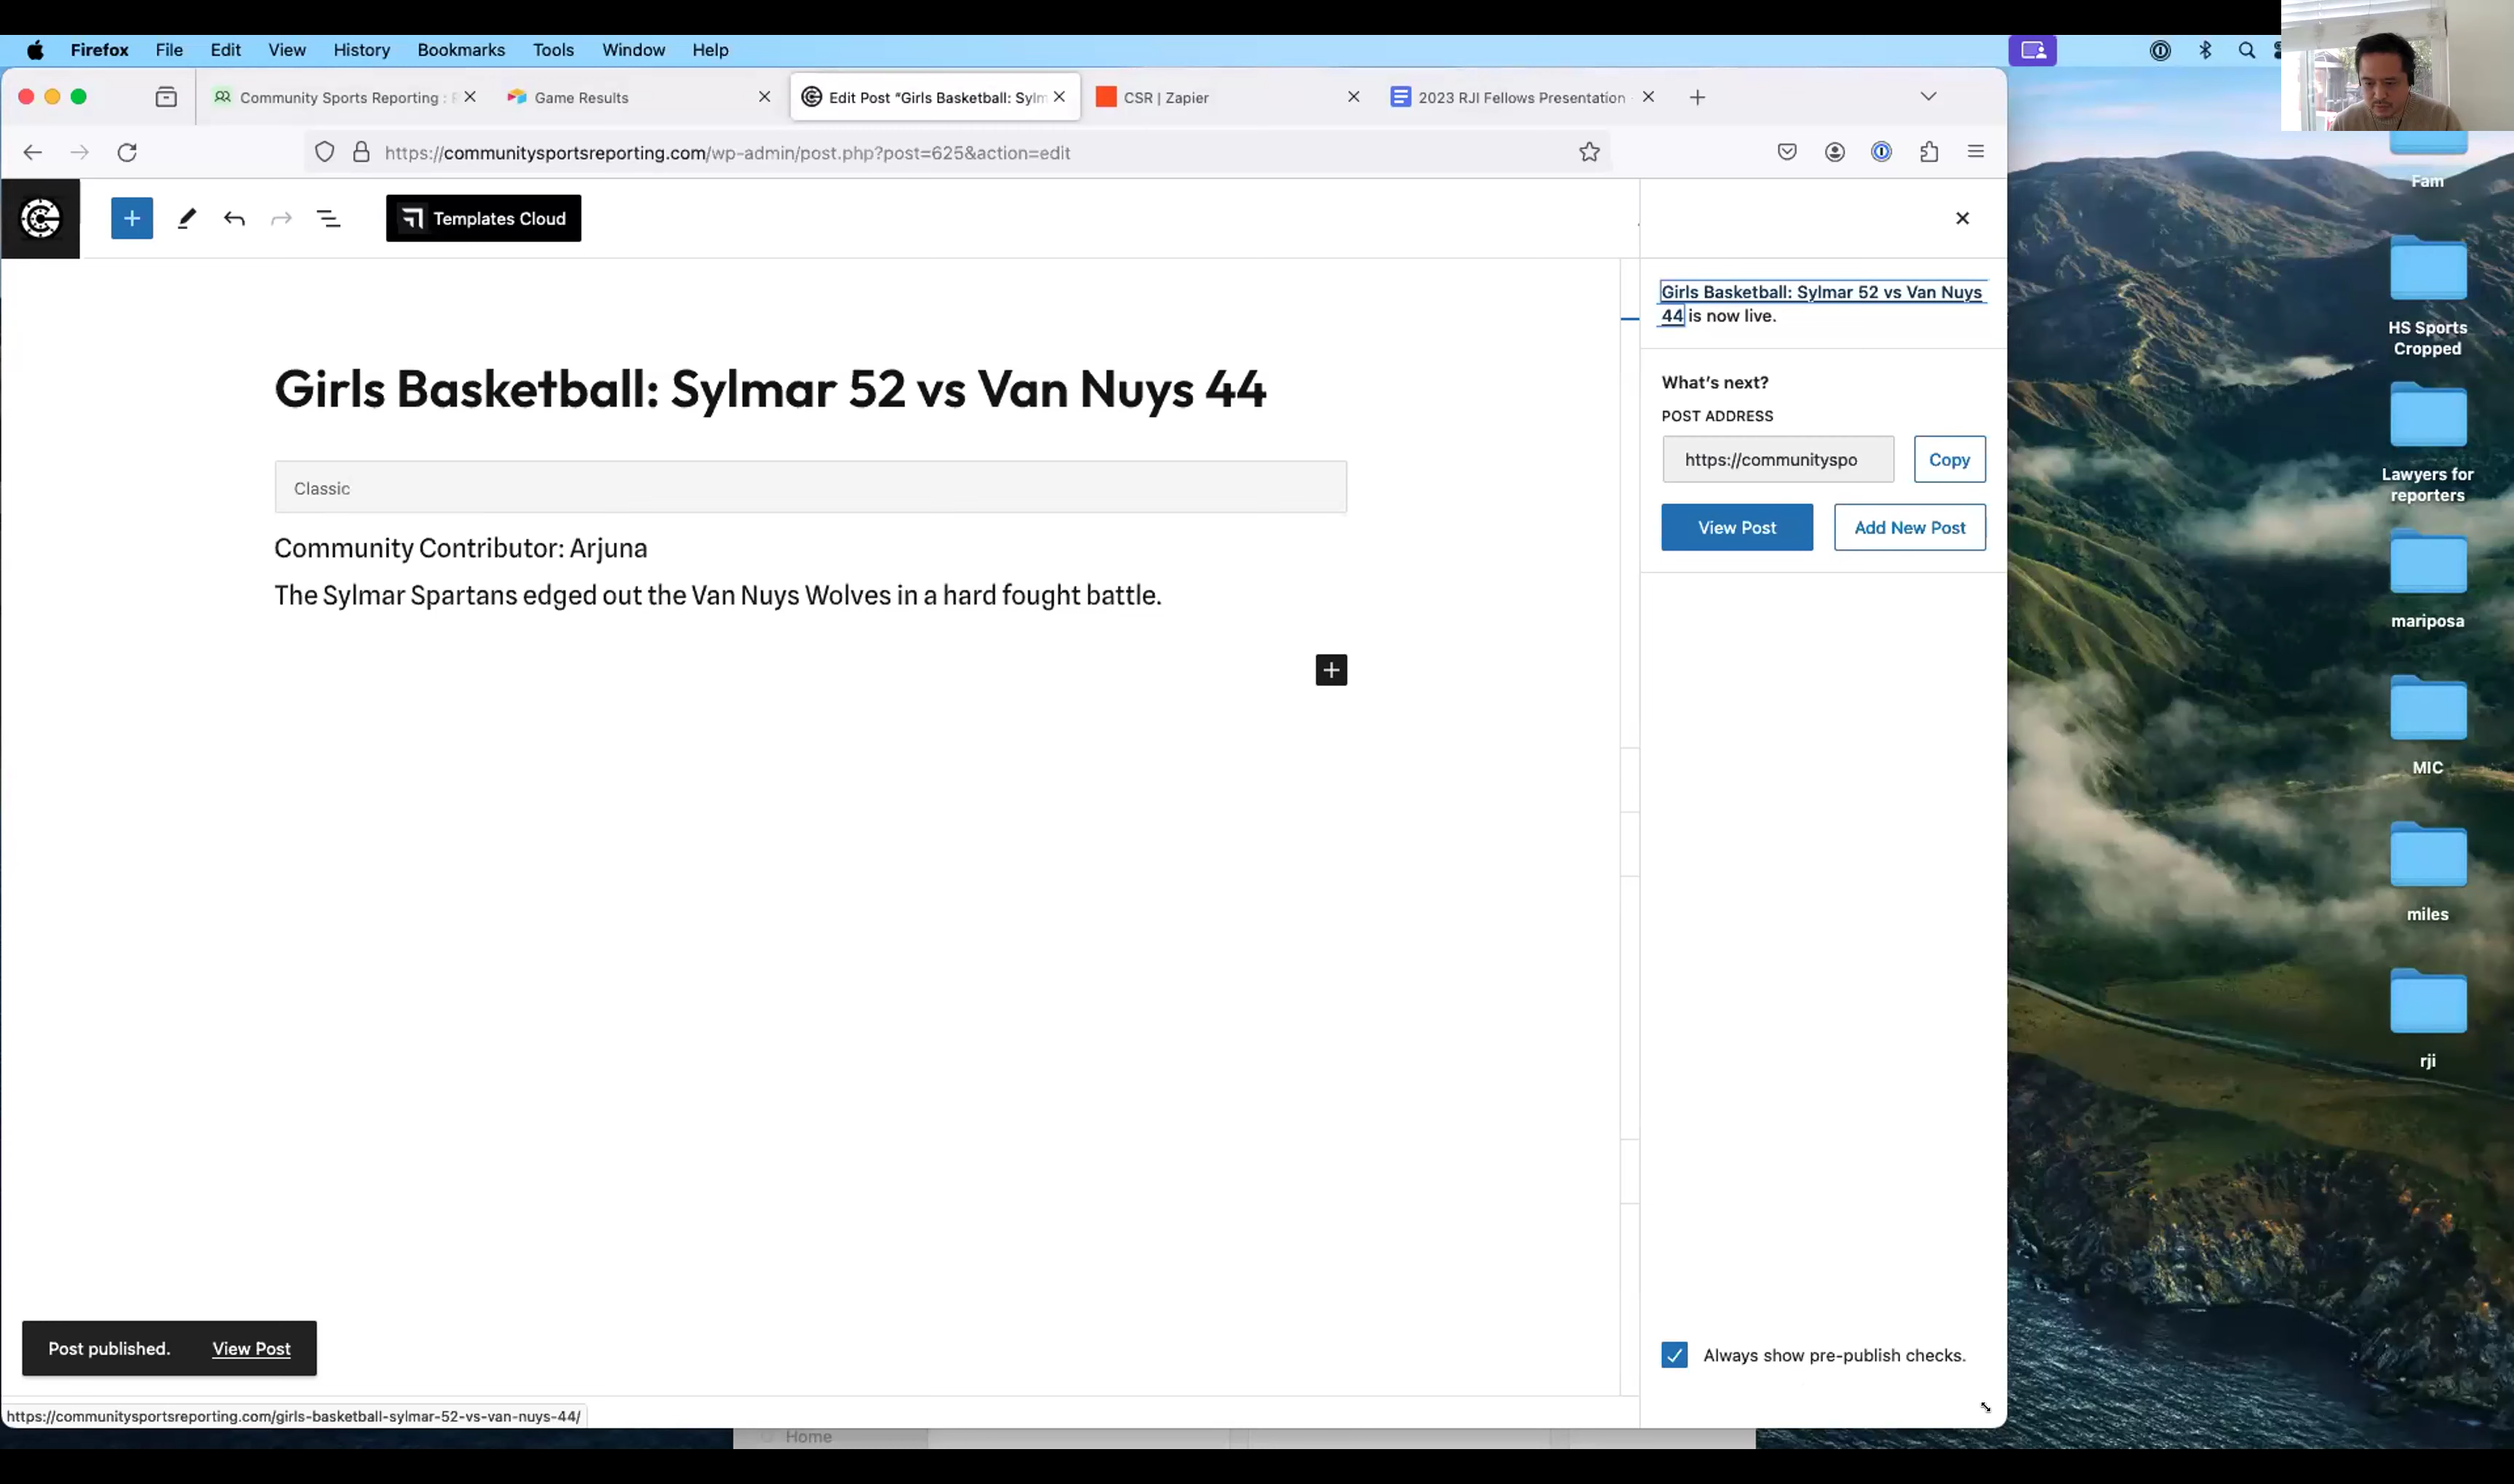 Firefox File Edit View History Bookmarks Tools Window Help
Community Sports Reporting : Game Results Edit Post “Girls Basketball: Sylm CSR | Zapier 2023 RJI Fellows Presentation
https://communitysportsreporting.com/wp-admin/post.php?post=625&action=edit
Templates Cloud
Girls Basketball: Sylmar 52 vs Van Nuys 44
Classic
Community Contributor: Arjuna
The Sylmar Spartans edged out the Van Nuys Wolves in a hard fought battle.
Post published. View Post
https://communitysportsreporting.com/girls-basketball-sylmar-52-vs-van-nuys-44/
Home
Girls Basketball: Sylmar 52 vs Van Nuys
44 is now live.
What’s next?
POST ADDRESS
https://communityspo Copy
View Post Add New Post
Always show pre-publish checks.
Fam
HS Sports
Cropped
Lawyers for
reporters
mariposa
MIC
miles
rji